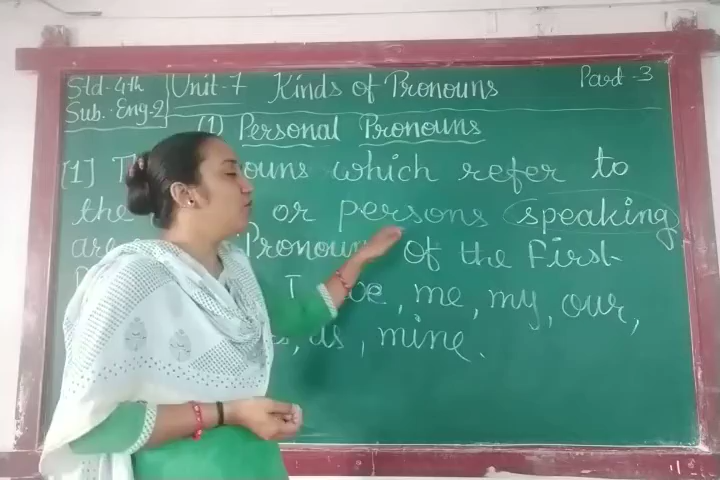 Std-4th Unit-7 Kinds of Pronouns Part-3
Sub. Eng-2
(1) Personal Pronouns
[1] which refer to
the or persons speaking
Pronoun of the First
I we, me, my, our,
us, mine.